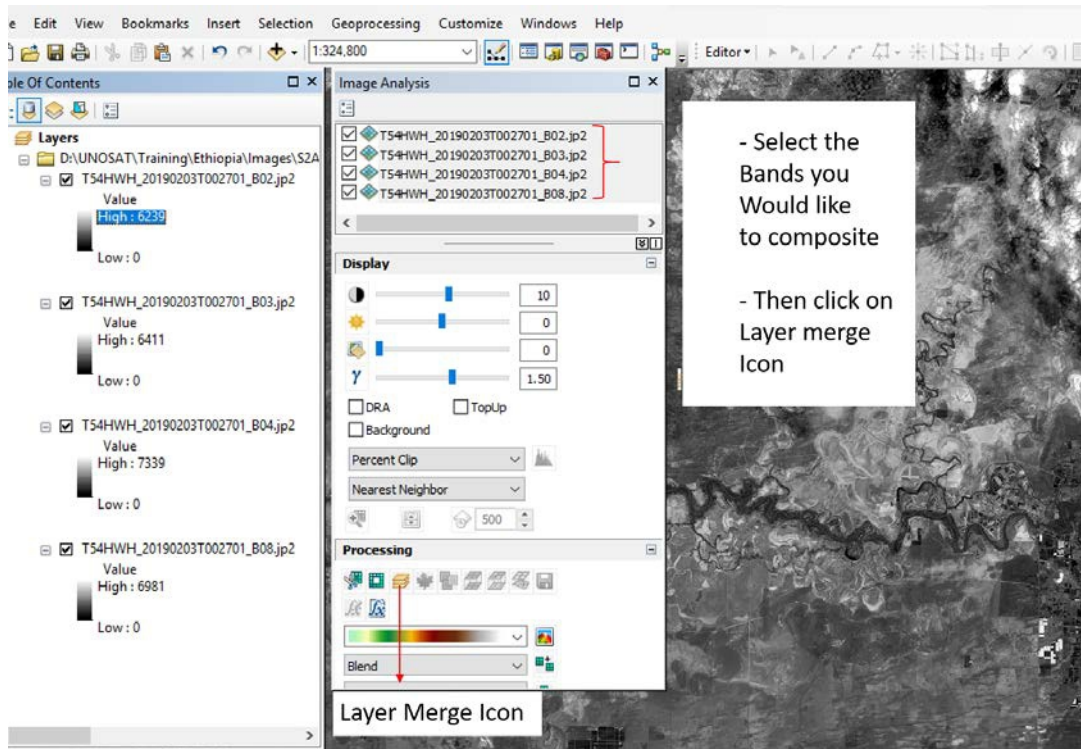 e Edit View Bookmarks Insert Selection Geoprocessing Customize Windows Help
1:324,800
Editor
ble Of Contents
Layers
D:\UNOSAT\Training\Ethiopia\Images\S2A
T54HWH_20190203T002701_B02.jp2
Value
High : 6239
Low : 0
T54HWH_20190203T002701_B03.jp2
Value
High : 6411
Low : 0
T54HWH_20190203T002701_B04.jp2
Value
High : 7339
Low : 0
T54HWH_20190203T002701_B08.jp2
Value
High : 6981
Low : 0
Image Analysis
T54HWH_20190203T002701_B02.jp2
T54HWH_20190203T002701_B03.jp2
T54HWH_20190203T002701_B04.jp2
T54HWH_20190203T002701_B08.jp2
Display
10
0
0
γ 1.50
DRA TopUp
Background
Percent Clip
Nearest Neighbor
500
Processing
fx fx
Blend
Layer Merge Icon
- Select the
Bands you
Would like
to composite
- Then click on
Layer merge
Icon